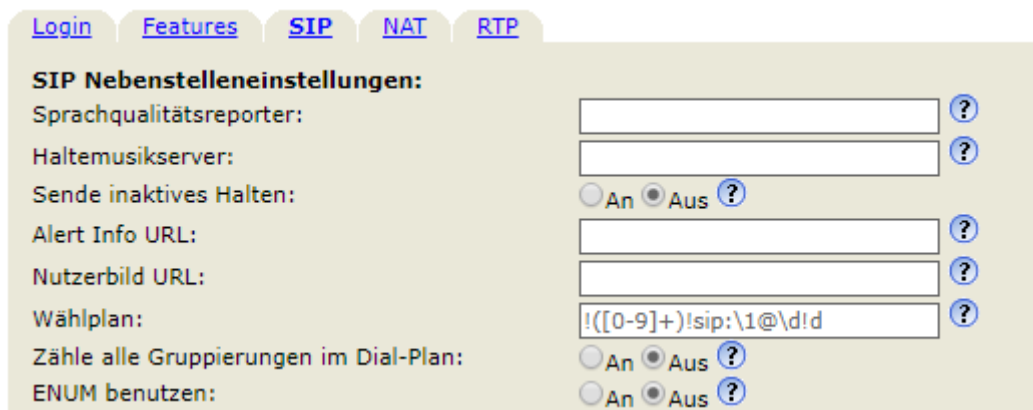 Login Features SIP NAT RTP
SIP Nebenstelleneinstellungen:
Sprachqualitätsreporter: ?
Haltemusikserver: ?
Sende inaktives Halten: An Aus ?
Alert Info URL: ?
Nutzerbild URL: ?
Wählplan: !([0-9]+)!sip:\1@\d!d ?
Zähle alle Gruppierungen im Dial-Plan: An Aus ?
ENUM benutzen: An Aus ?